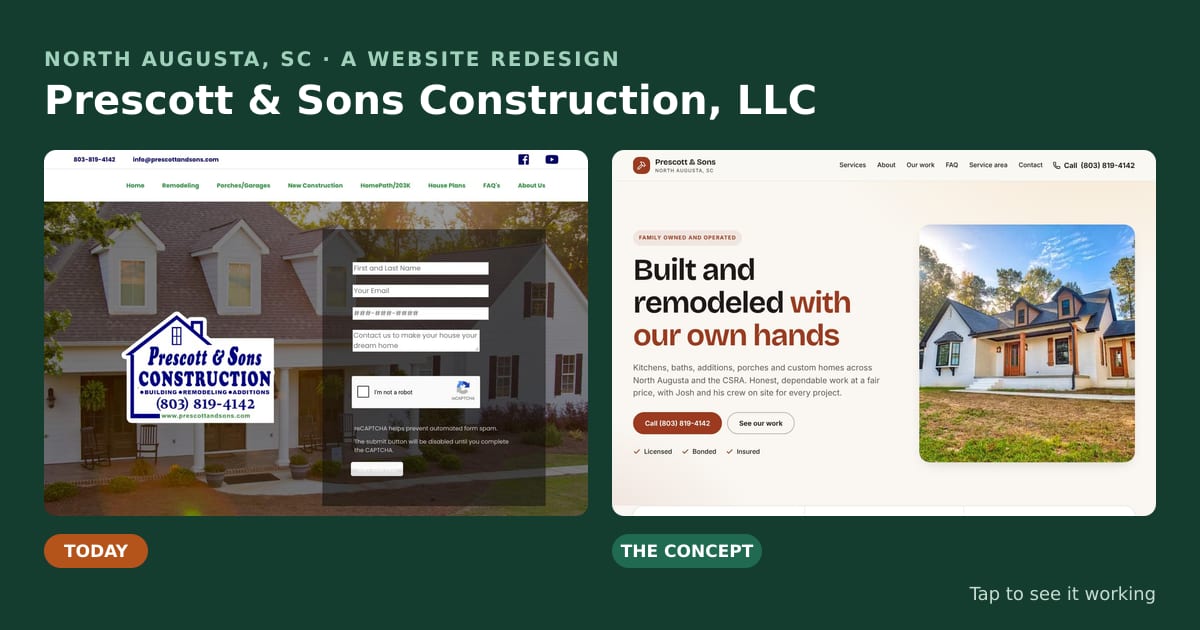 NORTH AUGUSTA, SC · A WEBSITE REDESIGN
Prescott & Sons Construction, LLC
803-819-4142
info@prescottandsons.com
Home
Remodeling
Porches/Garages
New Construction
HomePath/203K
House Plans
FAQ's
About Us
Prescott & Sons
CONSTRUCTION
★BUILDING★REMODELING★ADDITIONS
(803) 819-4142
www.prescottandsons.com
First and Last Name
Your Email
###-###-####
Contact us to make your house your
dream home
I'm not a robot
reCAPTCHA
reCAPTCHA helps prevent automated form spam.
The submit button will be disabled until you complete
the CAPTCHA.
TODAY
Prescott & Sons
NORTH AUGUSTA, SC
Services
About
Our work
FAQ
Service area
Contact
Call (803) 819-4142
FAMILY OWNED AND OPERATED
Built and
remodeled with
our own hands
Kitchens, baths, additions, porches and custom homes across
North Augusta and the CSRA. Honest, dependable work at a fair
price, with Josh and his crew on site for every project.
Call (803) 819-4142
See our work
Licensed
Bonded
Insured
THE CONCEPT
Tap to see it working